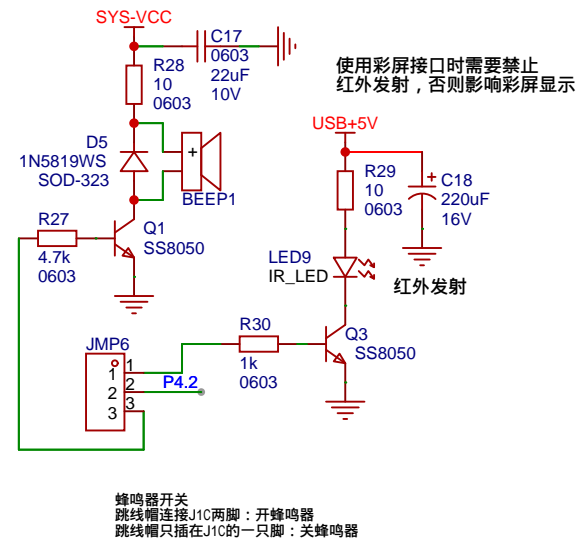 SYS-VCC
C17
0603
22uF
10V
R28
10
0603
使用彩屏接口时需要禁止
红外发射，否则影响彩屏显示
USB+5V
D5
1N5819WS
SOD-323
+
BEEP1
R29
10
0603
+
C18
220uF
16V
R27
4.7k
0603
Q1
SS8050
LED9
IR_LED
红外发射
JMP6
1
2
3
1
2
3
P4.2
R30
1k
0603
Q3
SS8050
蜂鸣器开关
跳线帽连接J1C两脚：开蜂鸣器
跳线帽只插在J1C的一只脚：关蜂鸣器